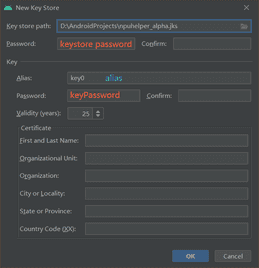 New Key Store
Key store path: D:\AndroidProjects\npuhelper_alpha.jks
Password: keystore password Confirm:
Key
Alias: key0 alias
Password: keyPassword Confirm:
Validity (years): 25
Certificate
First and Last Name:
Organizational Unit:
Organization:
City or Locality:
State or Province:
Country Code (XX):
OK Cancel